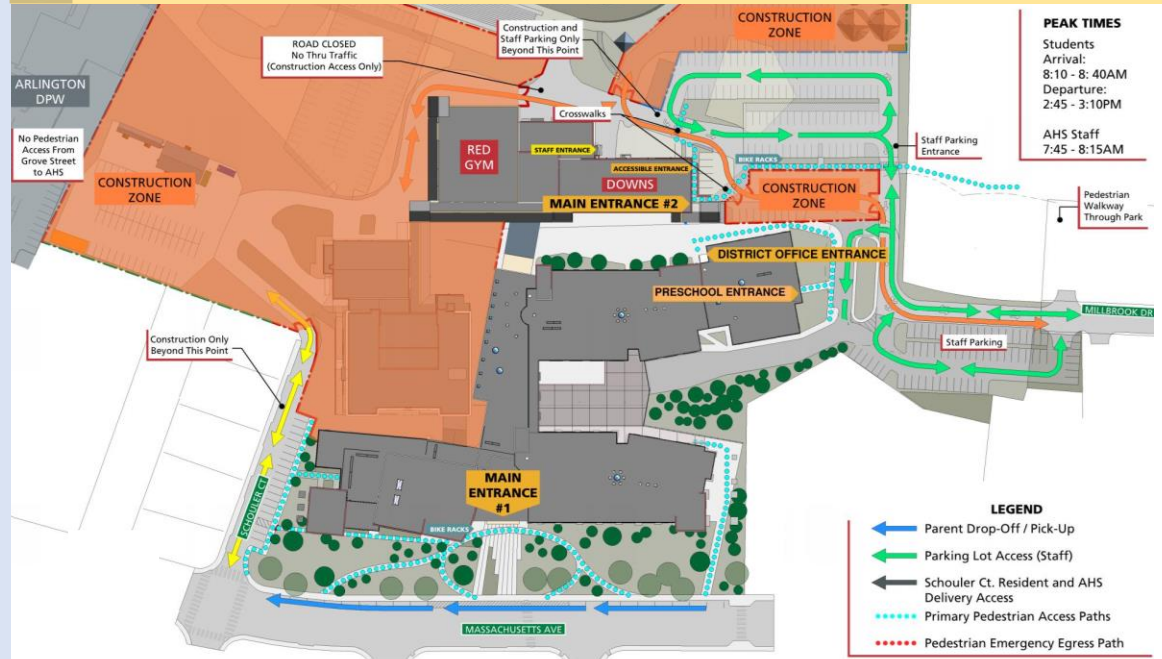 CONSTRUCTION
ZONE
Construction and
Staff Parking Only
Beyond This Point
PEAK TIMES
Students
Arrival:
8:10 - 8: 40AM
Departure:
2:45 - 3:10PM
AHS Staff
7:45 - 8:15AM
ROAD CLOSED
No Thru Traffic
(Construction Access Only)
ARLINGTON
DPW
No Pedestrian
Access From
Grove Street
to AHS
CONSTRUCTION
ZONE
Crosswalks
RED
GYM
STAFF ENTRANCE
ACCESSIBLE ENTRANCE
DOWNS
MAIN ENTRANCE #2
BIKE RACKS
Staff Parking
Entrance
CONSTRUCTION
ZONE
Pedestrian
Walkway
Through Park
DISTRICT OFFICE ENTRANCE
PRESCHOOL ENTRANCE
MILLBROOK DR
Staff Parking
Construction Only
Beyond This Point
SCHOULER CT
MAIN
ENTRANCE
#1
BIKE RACKS
MASSACHUSETTS AVE
LEGEND
Parent Drop-Off / Pick-Up
Parking Lot Access (Staff)
Schouler Ct. Resident and AHS
Delivery Access
Primary Pedestrian Access Paths
Pedestrian Emergency Egress Path